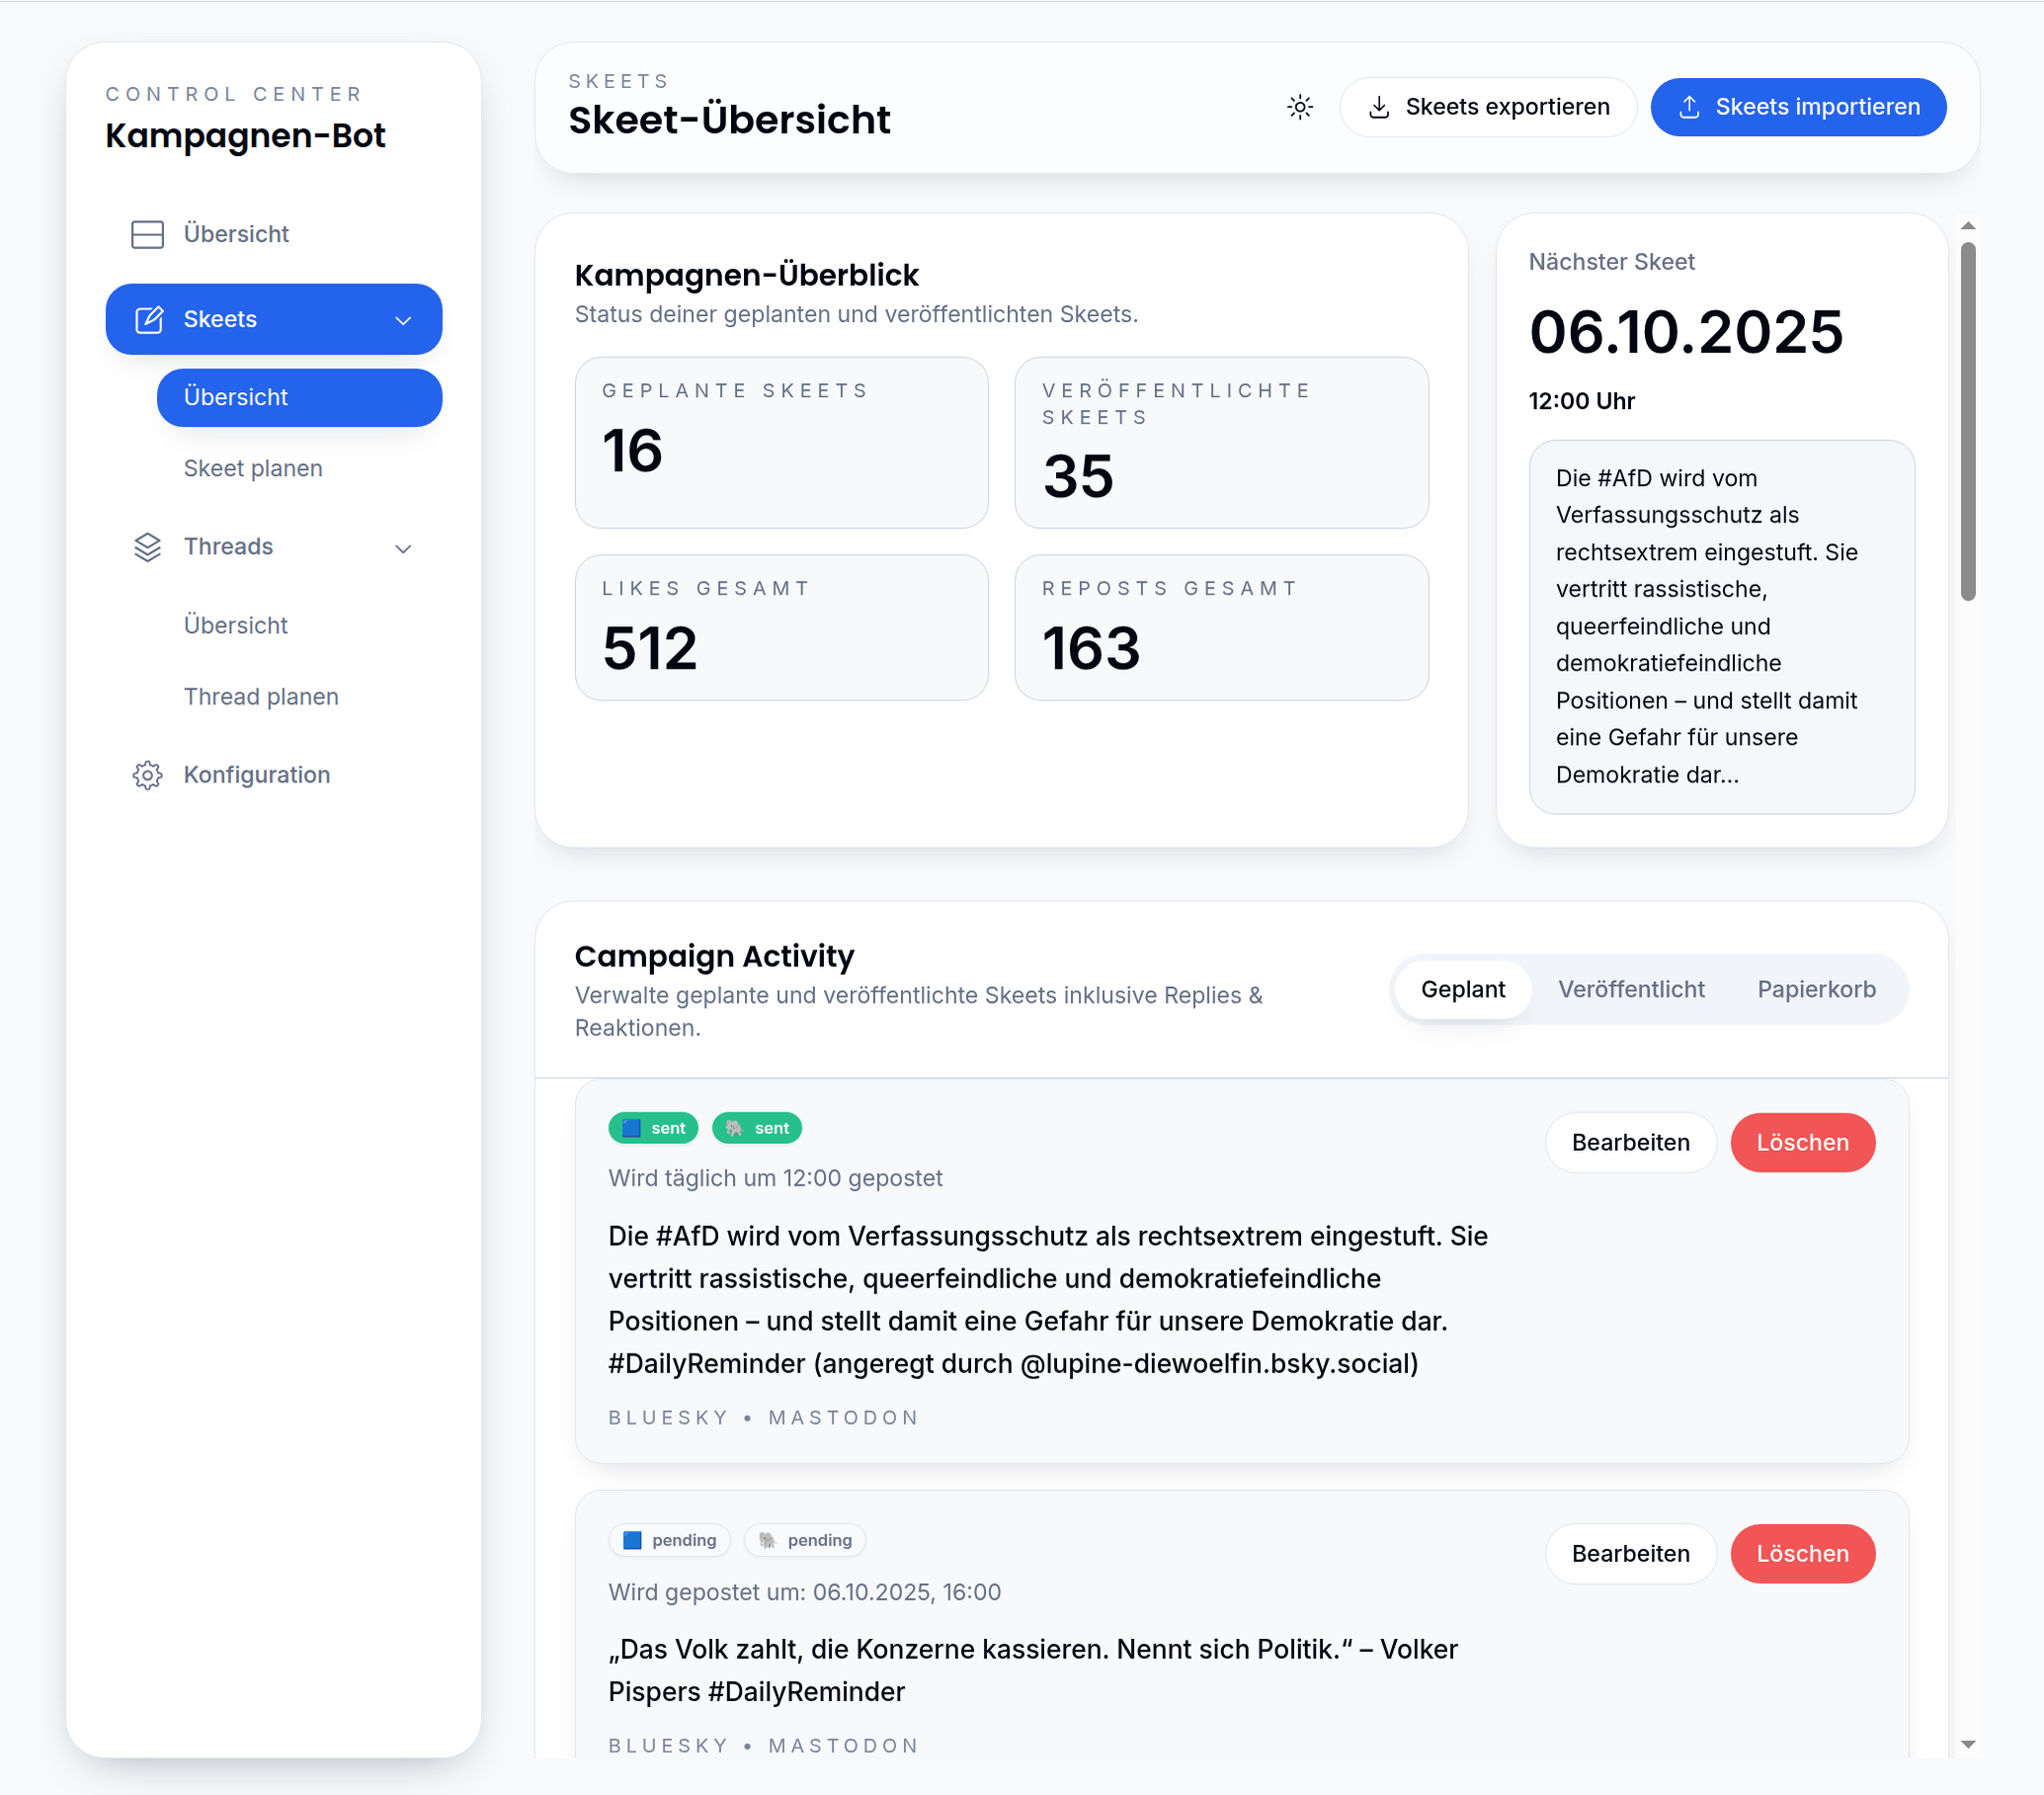 CONTROL CENTER
Kampagnen-Bot
Übersicht
Skeets
Übersicht
Skeet planen
Threads
Übersicht
Thread planen
Konfiguration
SKEETS
Skeet-Übersicht
Skeets exportieren
Skeets importieren
Kampagnen-Überblick
Status deiner geplanten und veröffentlichten Skeets.
GEPLANTE SKEETS
16
VERÖFFENTLICHTE
SKEETS
35
LIKES GESAMT
512
REPOSTS GESAMT
163
Nächster Skeet
06.10.2025
12:00 Uhr
Die #AfD wird vom
Verfassungsschutz als
rechtsextrem eingestuft. Sie
vertritt rassistische,
queerfeindliche und
demokratiefeindliche
Positionen – und stellt damit
eine Gefahr für unsere
Demokratie dar...
Campaign Activity
Verwalte geplante und veröffentlichte Skeets inklusive Replies &
Reaktionen.
Geplant
Veröffentlicht
Papierkorb
sent
sent
Bearbeiten
Löschen
Wird täglich um 12:00 gepostet
Die #AfD wird vom Verfassungsschutz als rechtsextrem eingestuft. Sie
vertritt rassistische, queerfeindliche und demokratiefeindliche
Positionen – und stellt damit eine Gefahr für unsere Demokratie dar.
#DailyReminder (angeregt durch @lupine-diewoelfin.bsky.social)
BLUESKY • MASTODON
pending
pending
Bearbeiten
Löschen
Wird gepostet um: 06.10.2025, 16:00
„Das Volk zahlt, die Konzerne kassieren. Nennt sich Politik.“ – Volker
Pispers #DailyReminder
BLUESKY • MASTODON